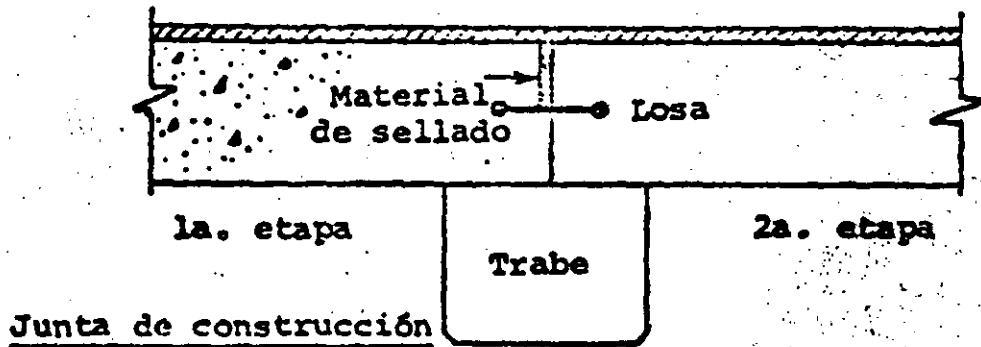 Material
de sellado
Losa
1a. etapa
2a. etapa
Trabe
Junta de construcción